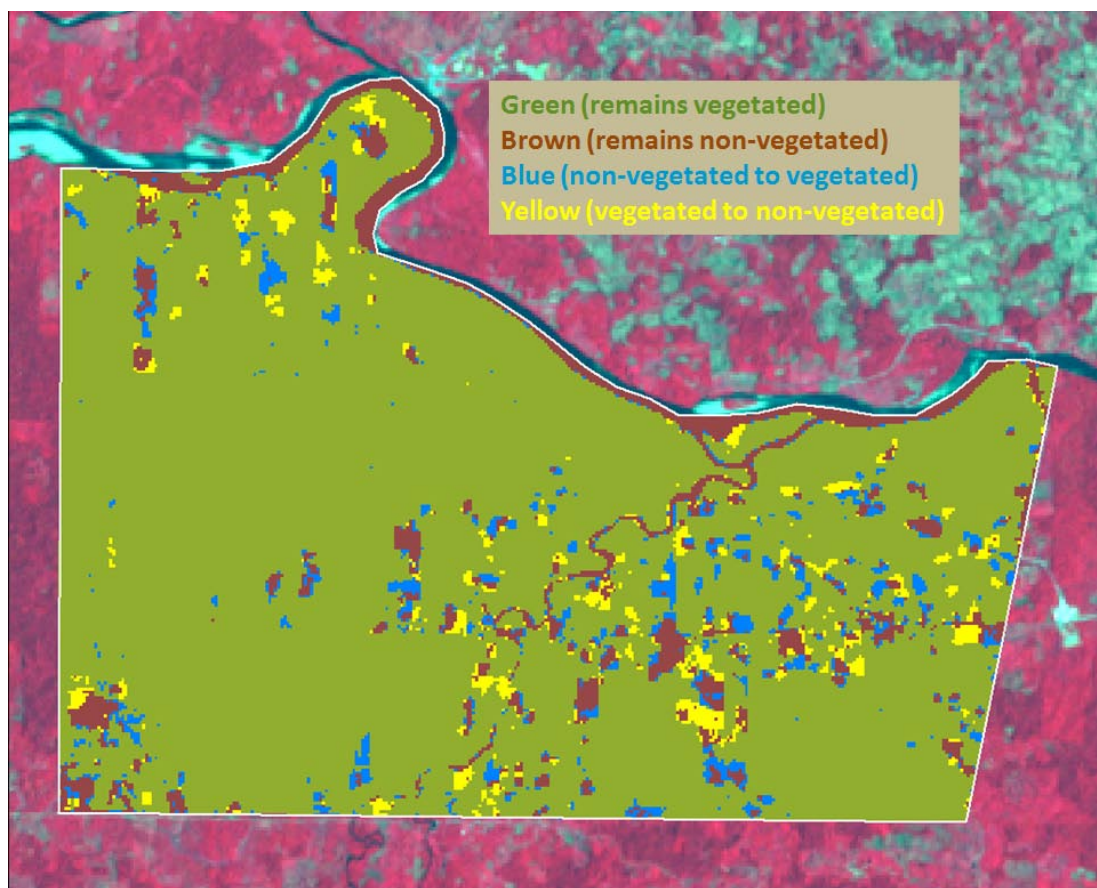 Green (remains vegetated)
Brown (remains non-vegetated)
Blue (non-vegetated to vegetated)
Yellow (vegetated to non-vegetated)